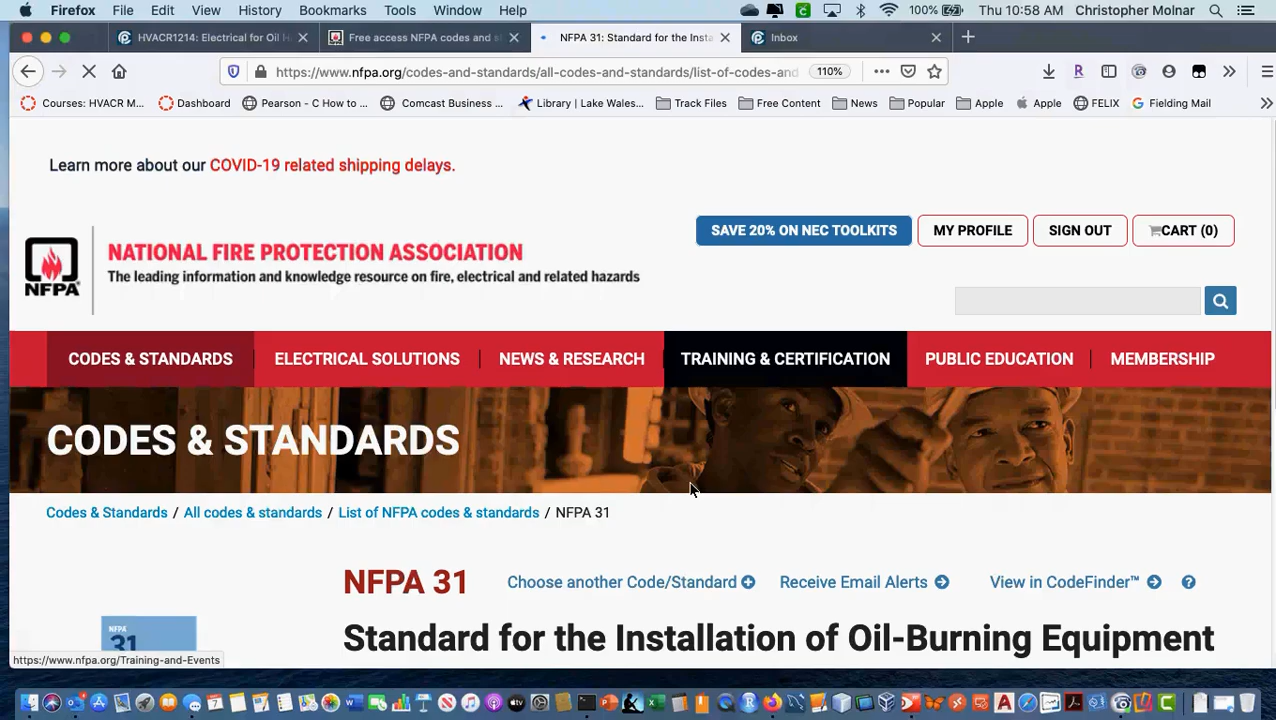 Firefox File Edit View History Bookmarks Tools Window Help 100% Thu 10:58 AM Christopher Molnar
HVACR1214: Electrical for Oil H Free access NFPA codes and s NFPA 31: Standard for the Insta Inbox
https://www.nfpa.org/codes-and-standards/all-codes-and-standards/list-of-codes-and 110%
Courses: HVACR M... Dashboard Pearson - C How to ... Comcast Business ... Library | Lake Wales... Track Files Free Content News Popular Apple Apple FELIX Fielding Mail
Learn more about our COVID-19 related shipping delays.
SAVE 20% ON NEC TOOLKITS MY PROFILE SIGN OUT CART (0)
NATIONAL FIRE PROTECTION ASSOCIATION
The leading information and knowledge resource on fire, electrical and related hazards
NFPA
CODES & STANDARDS ELECTRICAL SOLUTIONS NEWS & RESEARCH TRAINING & CERTIFICATION PUBLIC EDUCATION MEMBERSHIP
CODES & STANDARDS
Codes & Standards / All codes & standards / List of NFPA codes & standards / NFPA 31
NFPA 31 Choose another Code/Standard Receive Email Alerts View in CodeFinder™
NFPA
31
Standard for the Installation of Oil-Burning Equipment
https://www.nfpa.org/Training-and-Events